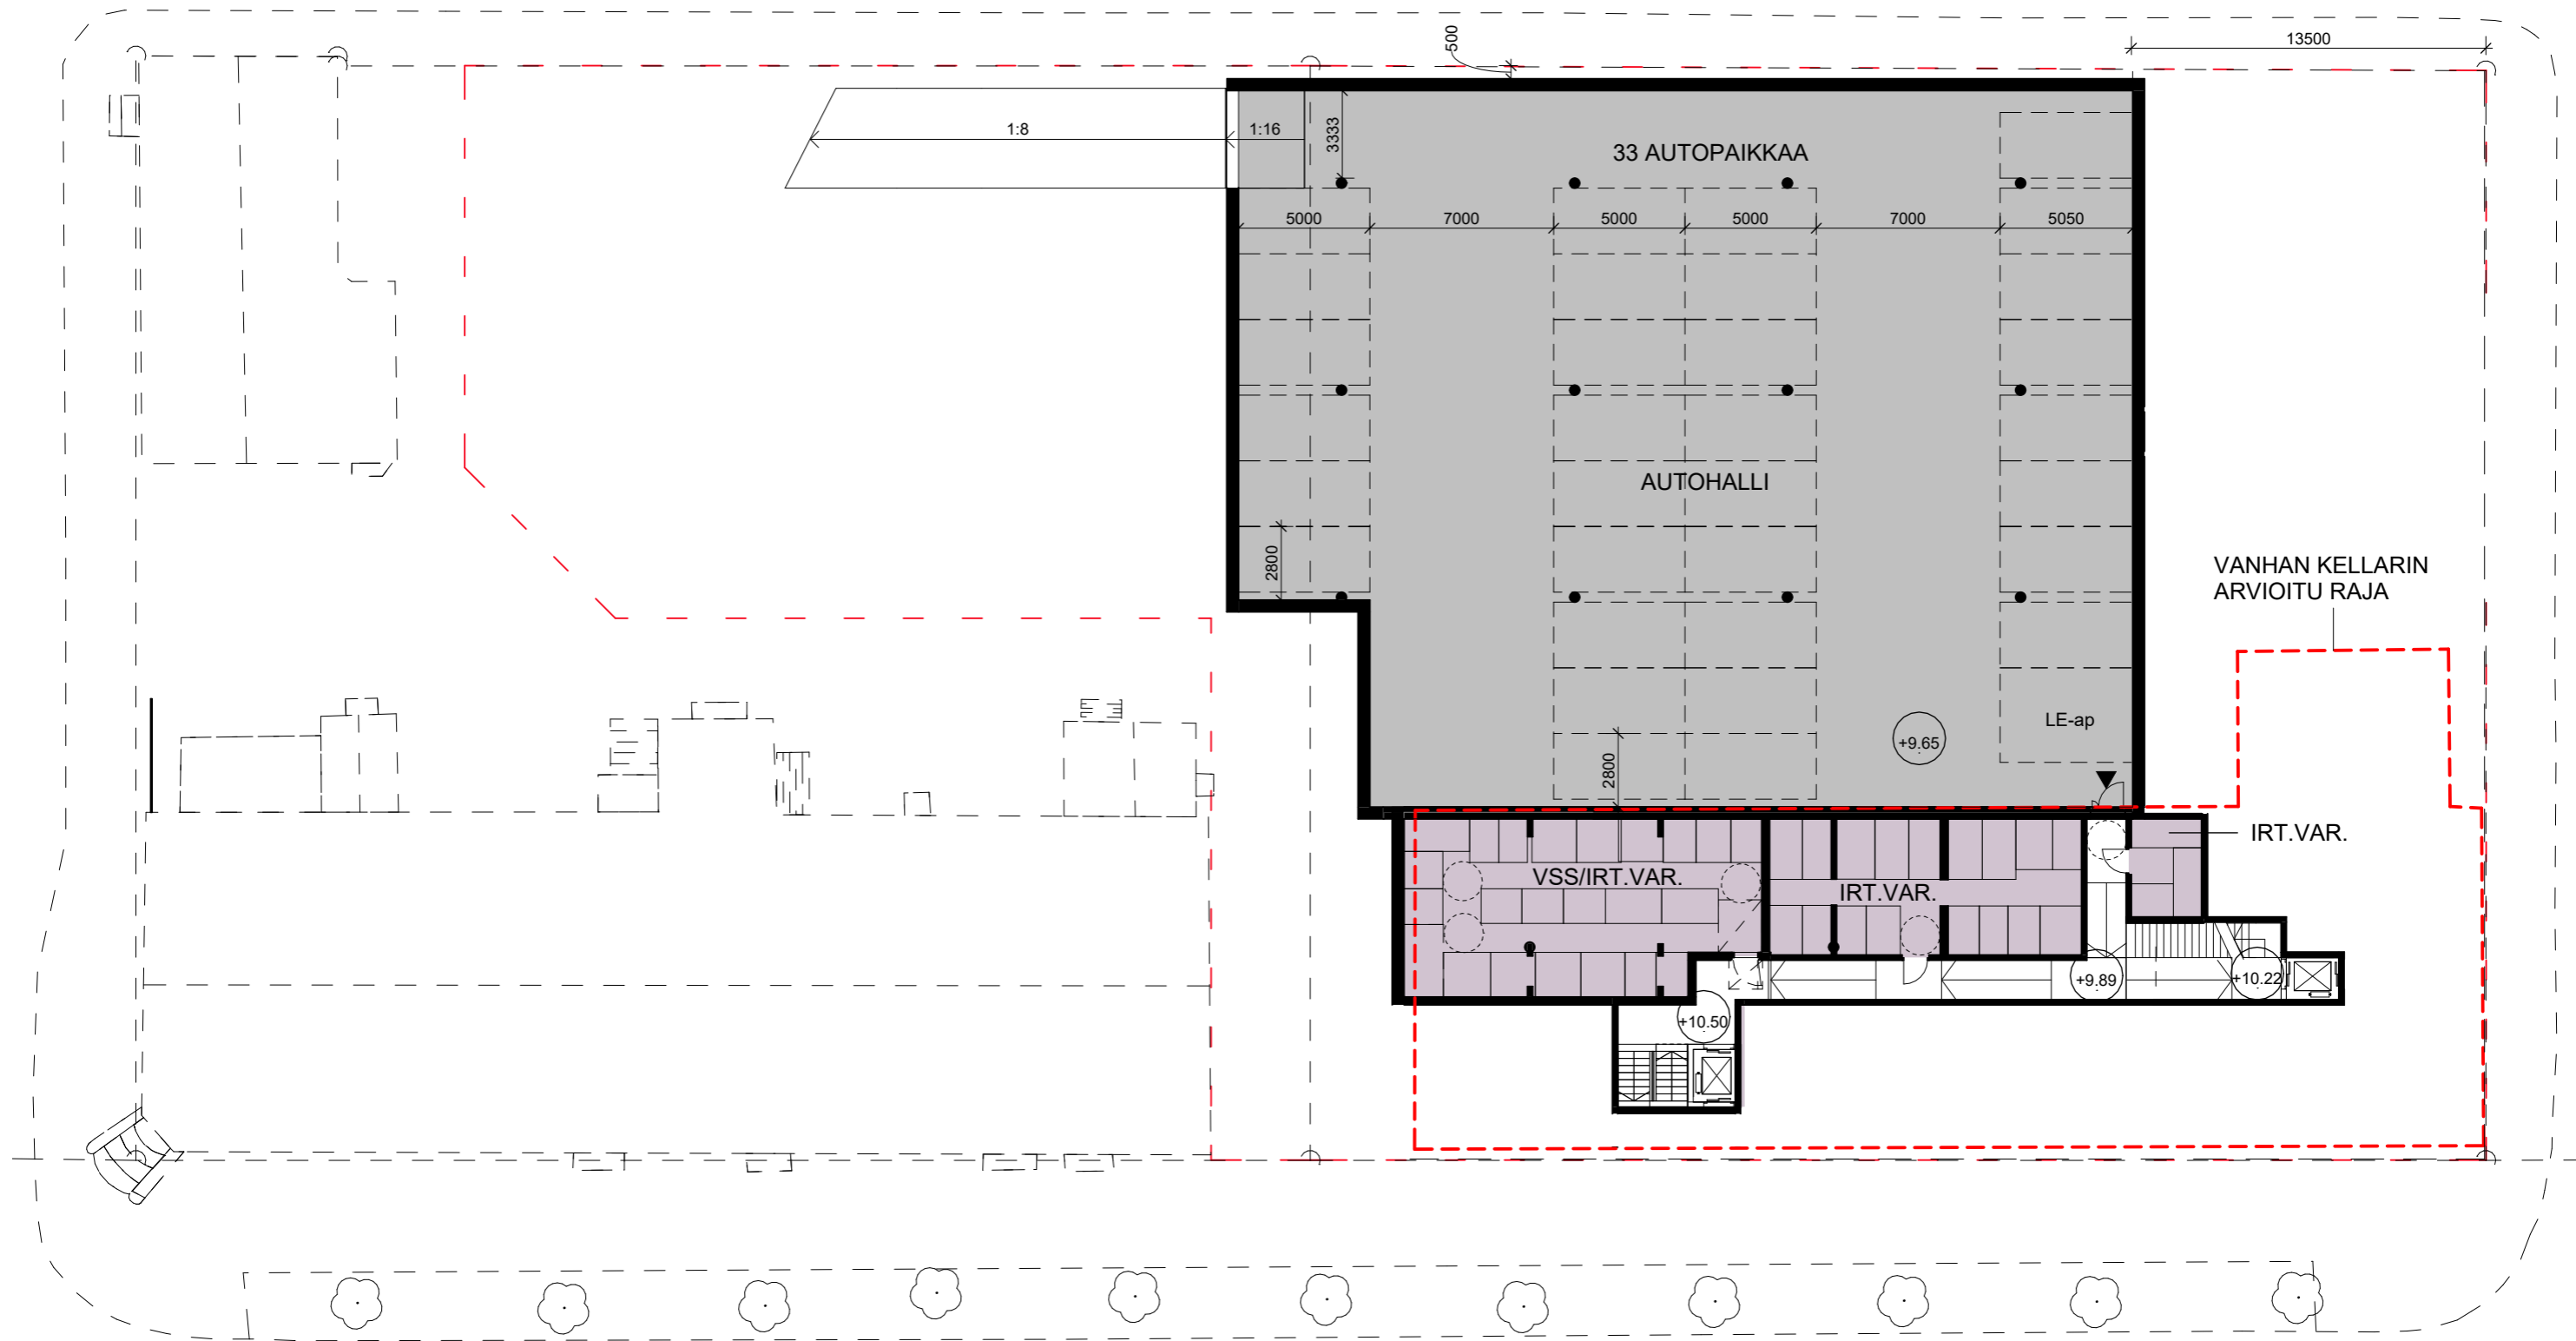 500
13500
1:8
1:16
3333
33 AUTOPAIKKAA
5000
7000
5000
5000
7000
5050
AUTOHALLI
2800
VANHAN KELLARIN
ARVIOITU RAJA
LE-ap
+9.65
2800
IRT.VAR.
VSS/IRT.VAR.
IRT.VAR.
+9.89
+10.22
+10.50